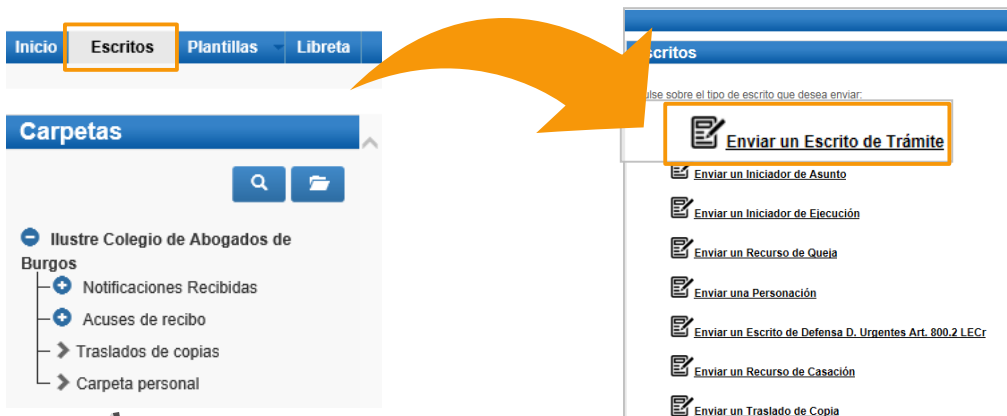 Inicio Escritos Plantillas Libreta
Carpetas
Ilustre Colegio de Abogados de
Burgos
Notificaciones Recibidas
Acuses de recibo
Traslados de copias
Carpeta personal
critos
ulse sobre el tipo de escrito que desea enviar:
Enviar un Escrito de Trámite
Enviar un Iniciador de Asunto
Enviar un Iniciador de Ejecución
Enviar un Recurso de Queja
Enviar una Personación
Enviar un Escrito de Defensa D. Urgentes Art. 800.2 LECr
Enviar un Recurso de Casación
Enviar un Traslado de Copia